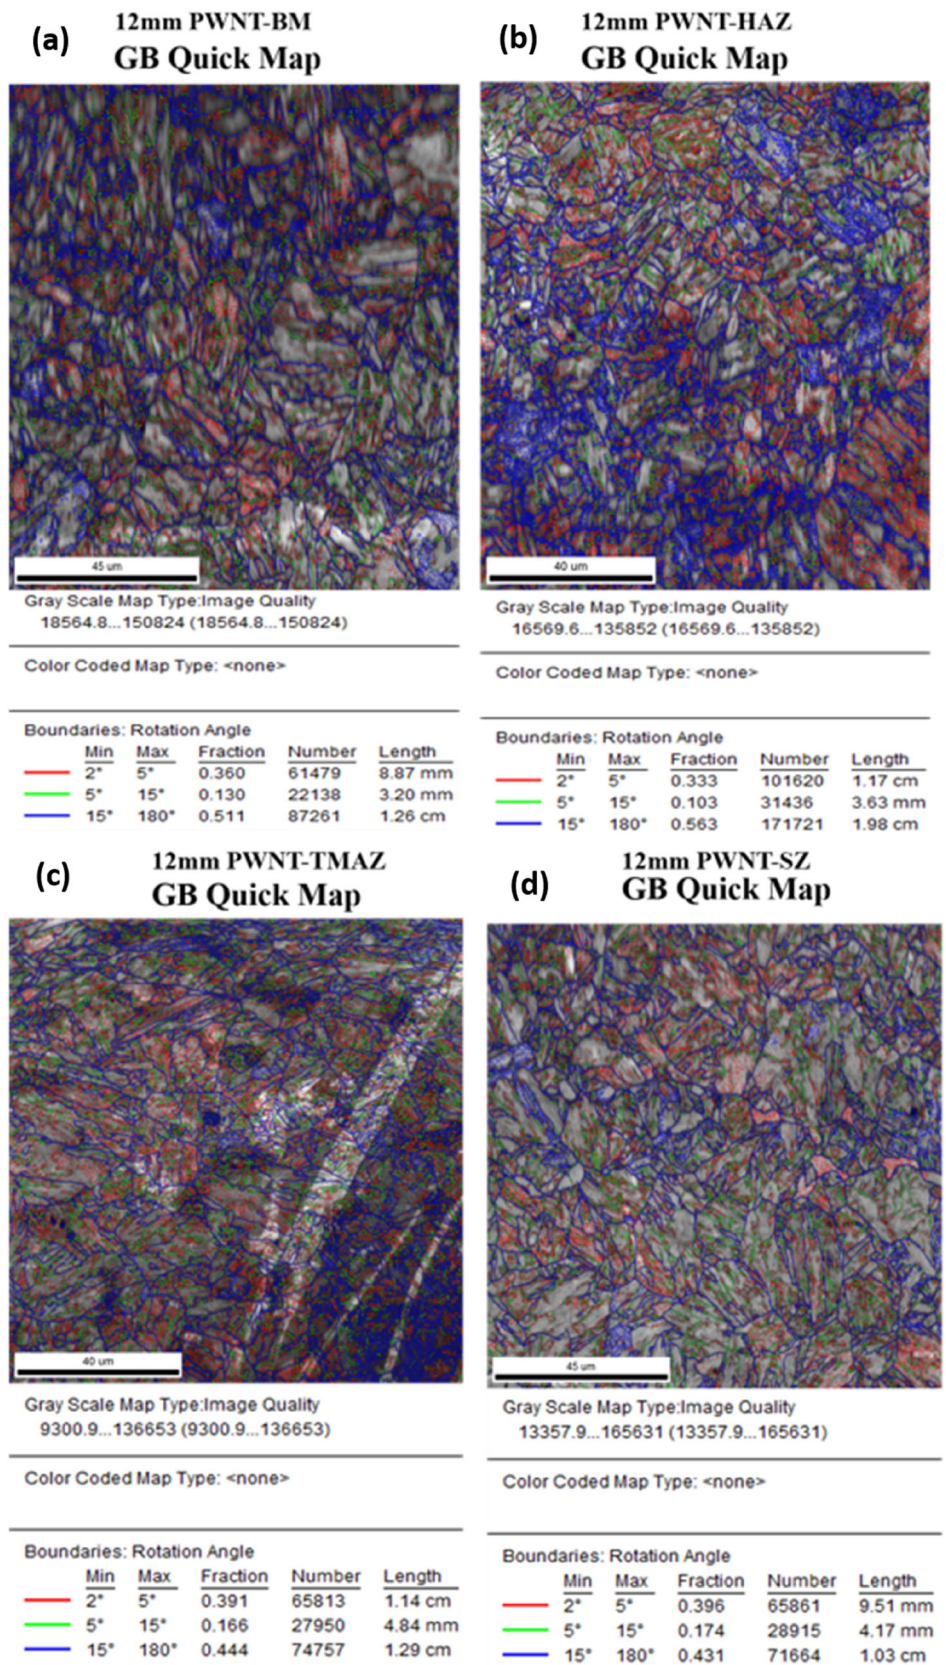 (a)
12mm PWNT-BM
GB Quick Map
45 um
Gray Scale Map Type:Image Quality
18564.8...150824 (18564.8...150824)
Color Coded Map Type: <none>
Boundaries: Rotation Angle
Min Max Fraction Number Length
2° 5° 0.360 61479 8.87 mm
5° 15° 0.130 22138 3.20 mm
15° 180° 0.511 87261 1.26 cm
(b)
12mm PWNT-HAZ
GB Quick Map
40 um
Gray Scale Map Type:Image Quality
16569.6...135852 (16569.6...135852)
Color Coded Map Type: <none>
Boundaries: Rotation Angle
Min Max Fraction Number Length
2° 5° 0.333 101620 1.17 cm
5° 15° 0.103 31436 3.63 mm
15° 180° 0.563 171721 1.98 cm
(c)
12mm PWNT-TMAZ
GB Quick Map
40 um
Gray Scale Map Type:Image Quality
9300.9...136653 (9300.9...136653)
Color Coded Map Type: <none>
Boundaries: Rotation Angle
Min Max Fraction Number Length
2° 5° 0.391 65813 1.14 cm
5° 15° 0.166 27950 4.84 mm
15° 180° 0.444 74757 1.29 cm
(d)
12mm PWNT-SZ
GB Quick Map
45 um
Gray Scale Map Type:Image Quality
13357.9...165631 (13357.9...165631)
Color Coded Map Type: <none>
Boundaries: Rotation Angle
Min Max Fraction Number Length
2° 5° 0.396 65861 9.51 mm
5° 15° 0.174 28915 4.17 mm
15° 180° 0.431 71664 1.03 cm